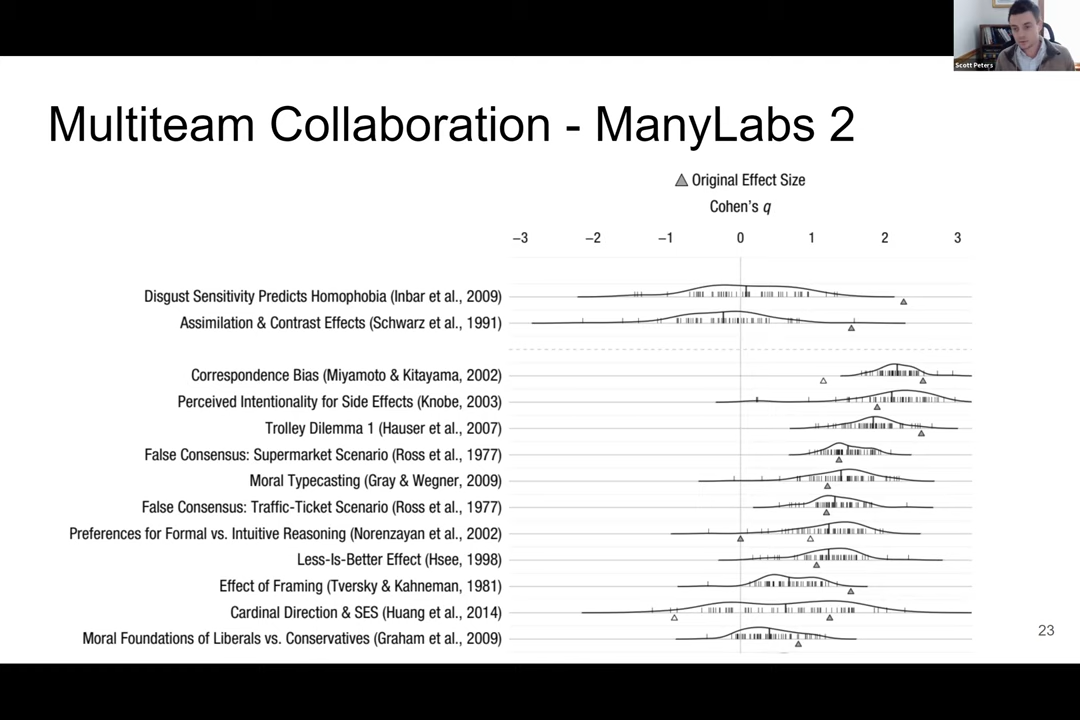 Scott Peters
Multiteam Collaboration - ManyLabs 2
Original Effect Size
Cohen's q
−3 −2 −1 0 1 2 3
Disgust Sensitivity Predicts Homophobia (Inbar et al., 2009)
Assimilation & Contrast Effects (Schwarz et al., 1991)
Correspondence Bias (Miyamoto & Kitayama, 2002)
Perceived Intentionality for Side Effects (Knobe, 2003)
Trolley Dilemma 1 (Hauser et al., 2007)
False Consensus: Supermarket Scenario (Ross et al., 1977)
Moral Typecasting (Gray & Wegner, 2009)
False Consensus: Traffic-Ticket Scenario (Ross et al., 1977)
Preferences for Formal vs. Intuitive Reasoning (Norenzayan et al., 2002)
Less-Is-Better Effect (Hsee, 1998)
Effect of Framing (Tversky & Kahneman, 1981)
Cardinal Direction & SES (Huang et al., 2014)
Moral Foundations of Liberals vs. Conservatives (Graham et al., 2009)
23